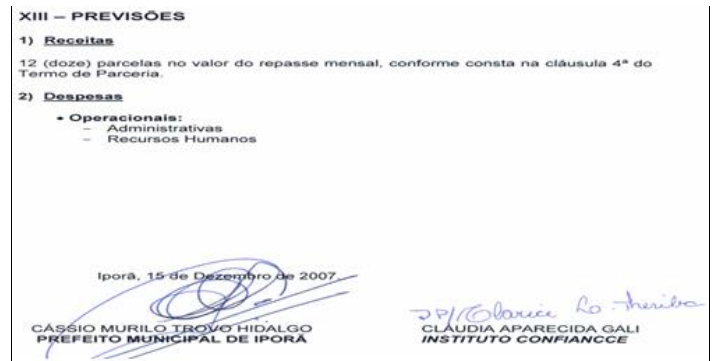 XIII – PREVISÕES
1) Receitas
12 (doze) parcelas no valor do repasse mensal, conforme consta na cláusula 4ª do
Termo de Parceria.
2) Despesas
• Operacionais:
– Administrativas
– Recursos Humanos
Iporã, 15 de Dezembro de 2007.
CÁSSIO MURILO TROVO HIDALGO
PREFEITO MUNICIPAL DE IPORÃ
CLÁUDIA APARECIDA GALI
INSTITUTO CONFIANCCE